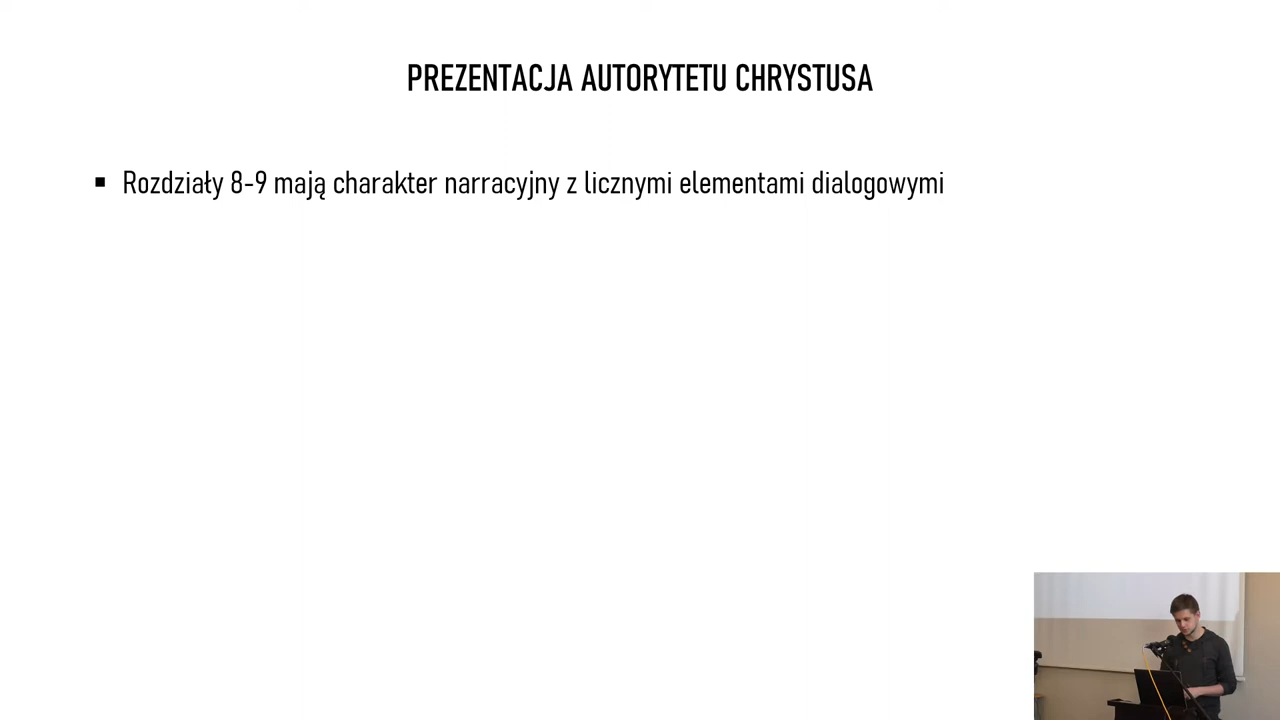 PREZENTACJA AUTORYTETU CHRYSTUSA
▪ Rozdziały 8-9 mają charakter narracyjny z licznymi elementami dialogowymi